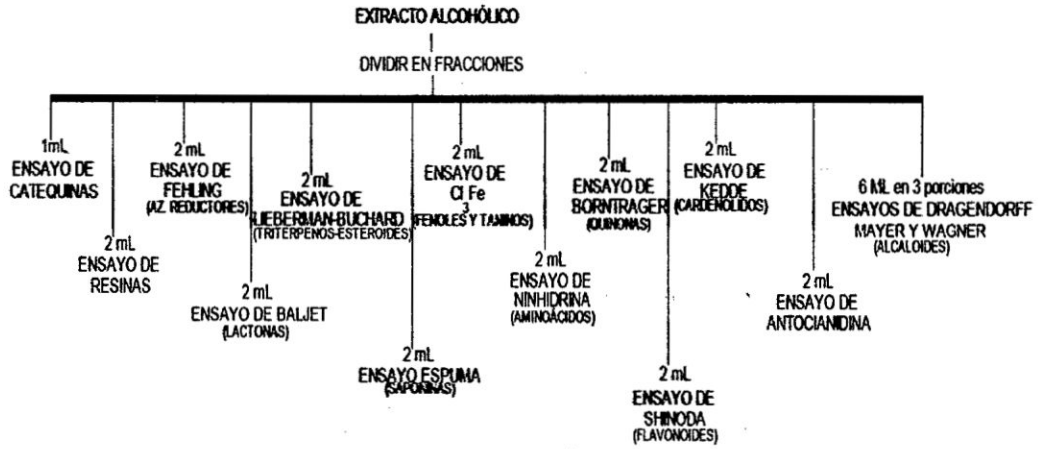 EXTRACTO ALCOHÓLICO
DIVIDIR EN FRACCIONES
1mL
ENSAYO DE
CATEQUINAS
2 mL
ENSAYO DE
RESINAS
2 mL
ENSAYO DE
FEHLING
(AZ. REDUCTORES)
2 mL
ENSAYO DE BALJET
(LACTONAS)
2 mL
ENSAYO DE
LIEBERMAN-BUCHARD
(TRITERPENOS-ESTEROIDES)
2 mL
ENSAYO ESPUMA
(SAPONINAS)
2 mL
ENSAYO DE
Cl Fe
3
(FENOLES Y TANINOS)
2 mL
ENSAYO DE
NINHIDRINA
(AMINOÁCIDOS)
2 mL
ENSAYO DE
BORNTRAGER
(QUINONAS)
2 mL
ENSAYO DE
SHINODA
(FLAVONOIDES)
2 mL
ENSAYO DE
KEDDE
(CARDENÓLIDOS)
2 mL
ENSAYO DE
ANTOCIANIDINA
6 ML en 3 porciones
ENSAYOS DE DRAGENDORFF
MAYER Y WAGNER
(ALCALOIDES)